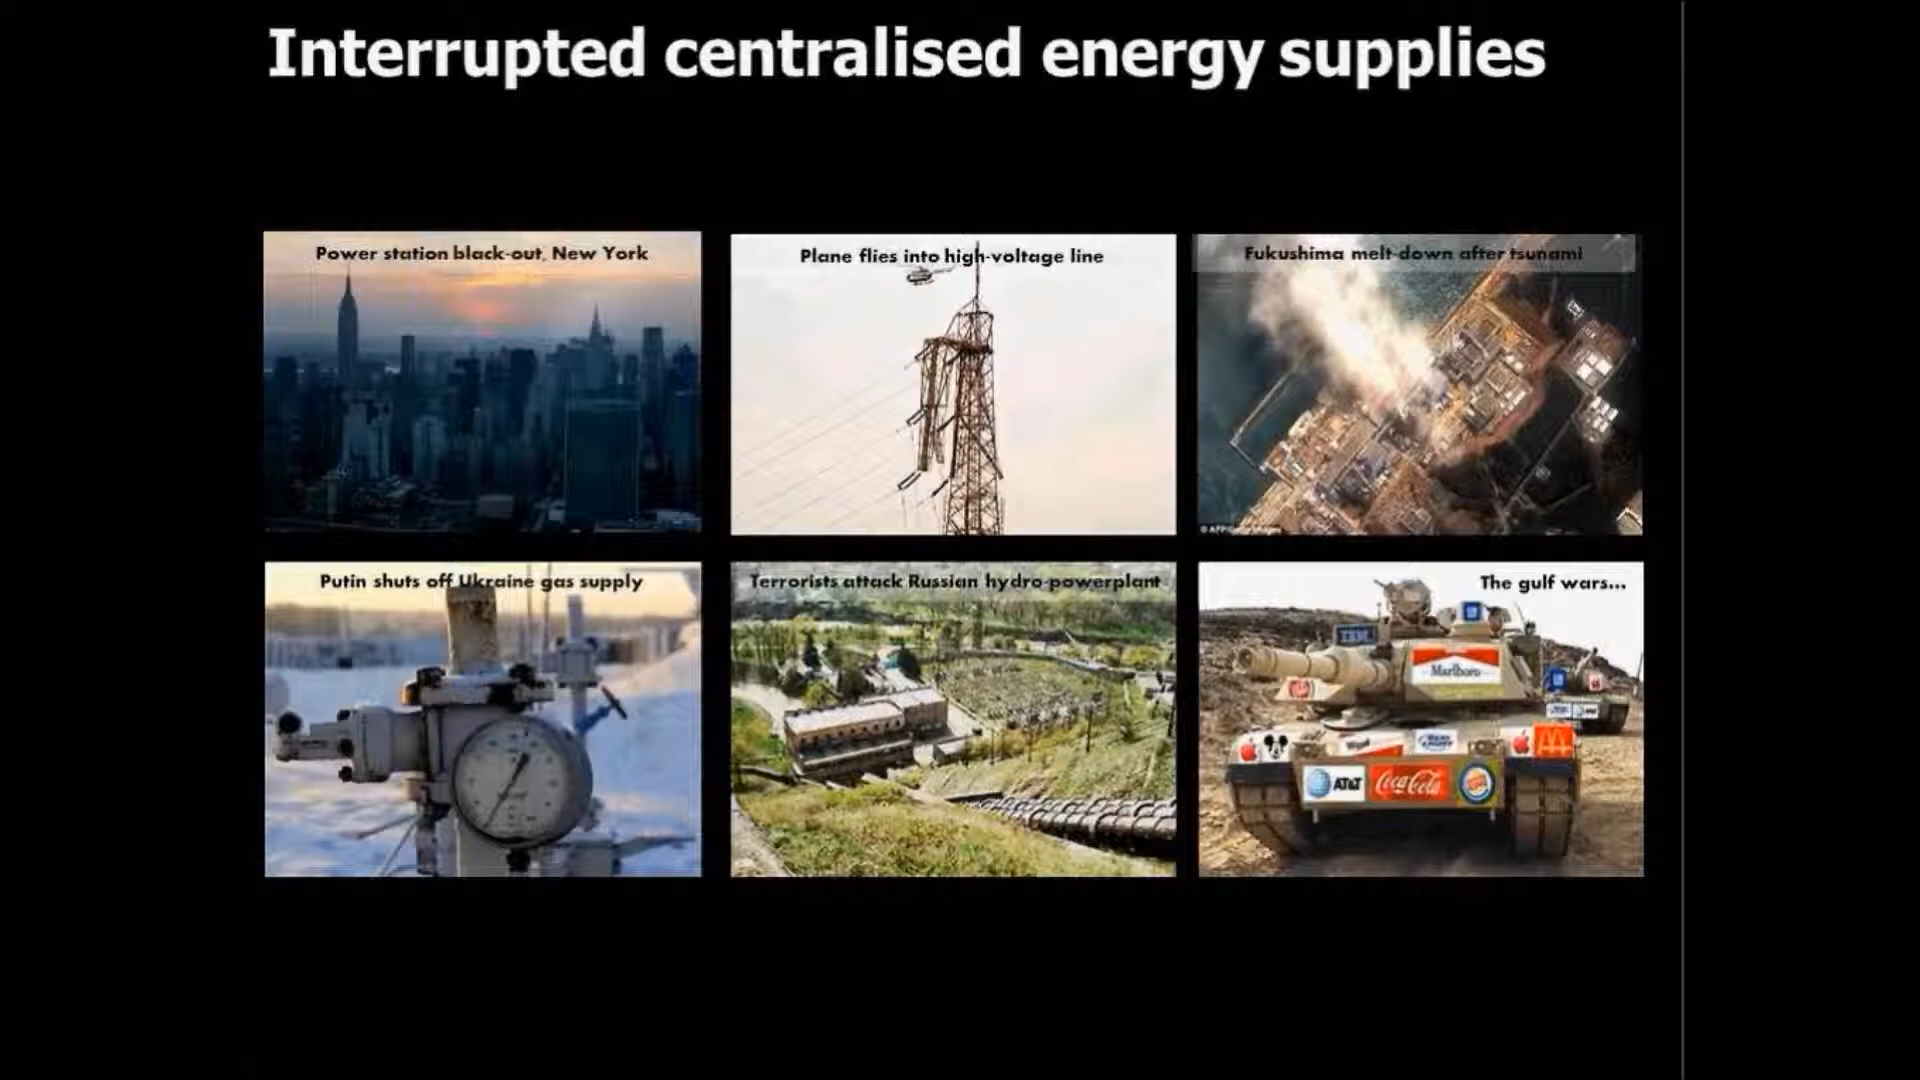 Interrupted centralised energy supplies
Power station black-out, New York
Plane flies into high-voltage line
Fukushima melt-down after tsunami
Putin shuts off Ukraine gas supply
Terrorists attack Russian hydro-powerplant
The gulf wars...
IBM
Marlboro
AT&T
Coca-Cola